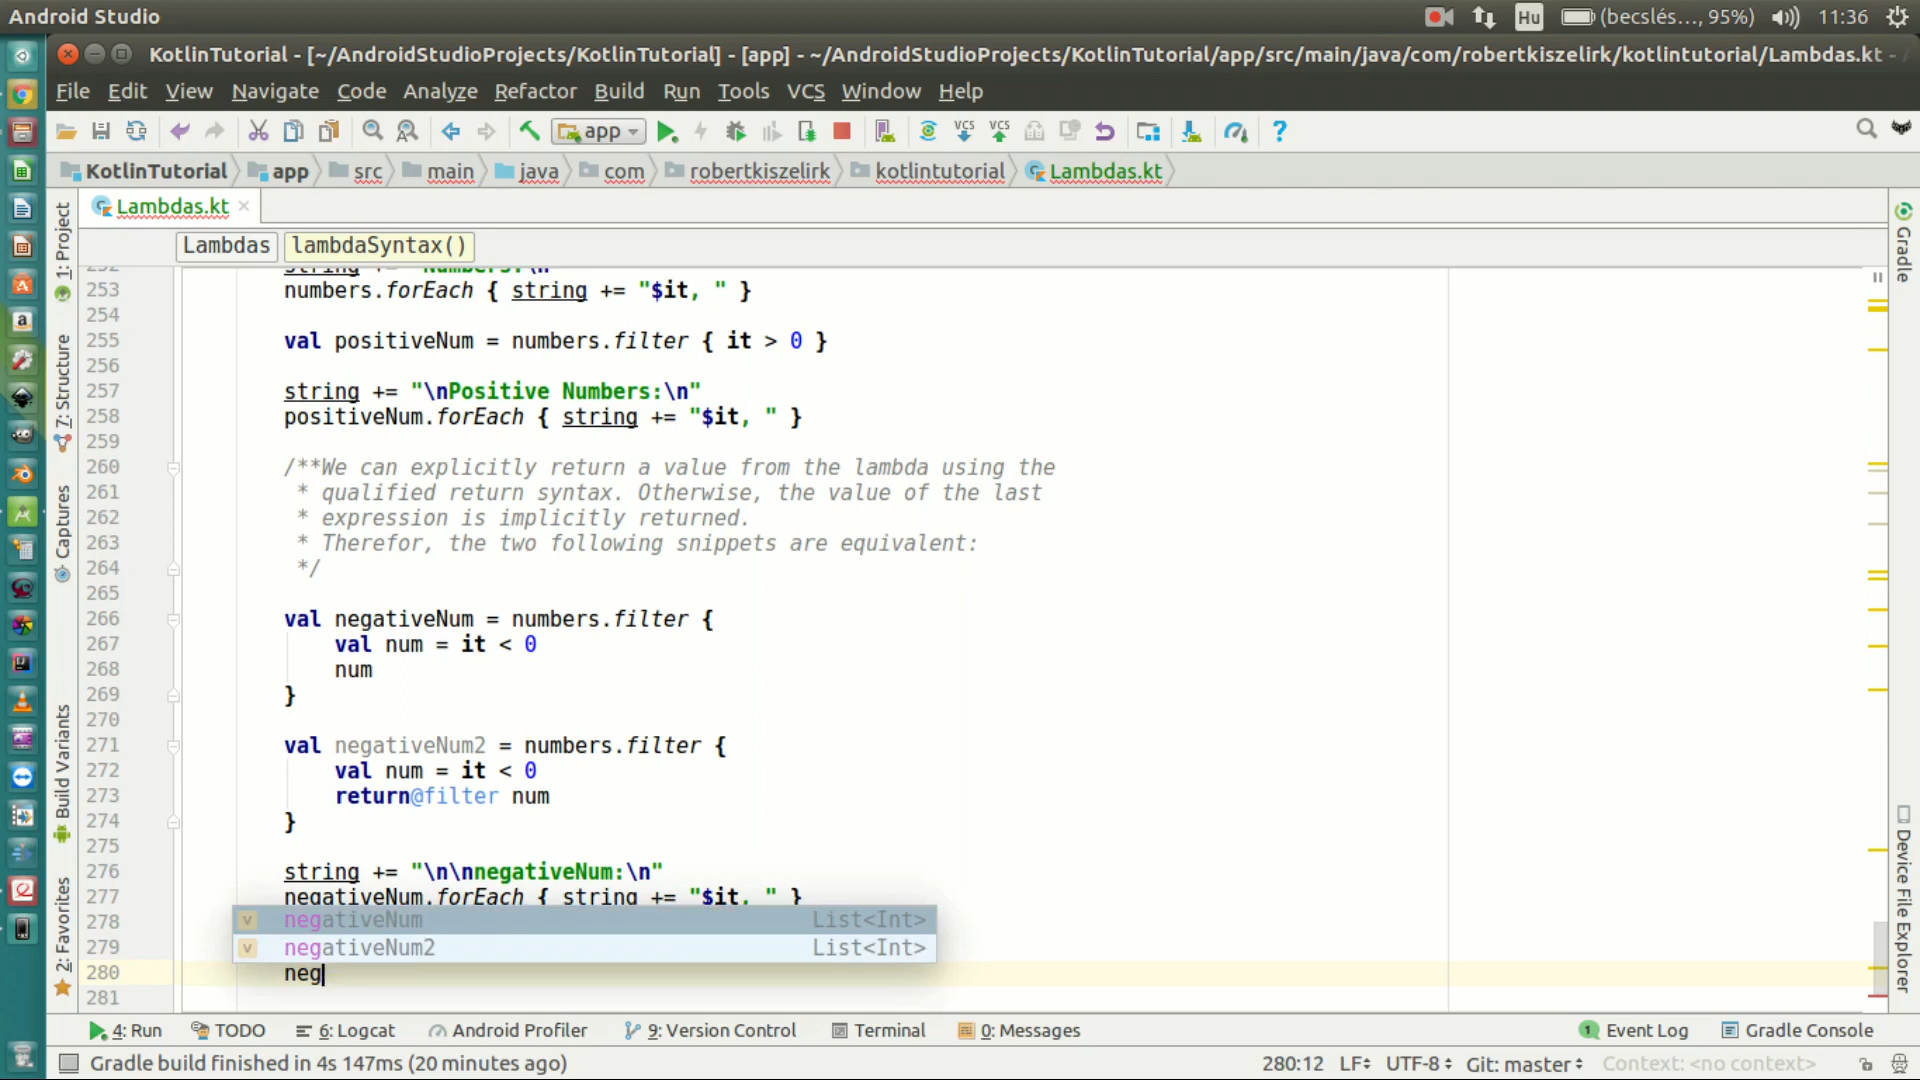 Android Studio
Hu (becslés..., 95%) 11:36
KotlinTutorial - [~/AndroidStudioProjects/KotlinTutorial] - [app] - ~/AndroidStudioProjects/KotlinTutorial/app/src/main/java/com/robertkiszelirk/kotlintutorial/Lambdas.kt -
File Edit View Navigate Code Analyze Refactor Build Run Tools VCS Window Help
app VCS VCS ?
KotlinTutorial app src main java com robertkiszelirk kotlintutorial Lambdas.kt
Lambdas.kt
Lambdas lambdaSyntax()
252 string += "Numbers:\n"
253 numbers.forEach { string += "$it, " }
254
255 val positiveNum = numbers.filter { it > 0 }
256
257 string += "\nPositive Numbers:\n"
258 positiveNum.forEach { string += "$it, " }
259
260 /**We can explicitly return a value from the lambda using the
261 * qualified return syntax. Otherwise, the value of the last
262 * expression is implicitly returned.
263 * Therefor, the two following snippets are equivalent:
264 */
265
266 val negativeNum = numbers.filter {
267 val num = it < 0
268 num
269 }
270
271 val negativeNum2 = numbers.filter {
272 val num = it < 0
273 return@filter num
274 }
275
276 string += "\n\nnegativeNum:\n"
277 negativeNum.forEach { string += "$it, " }
278 negativeNum List<Int>
279 negativeNum2 List<Int>
280 neg
281
1: Project
7: Structure
Captures
Build Variants
2: Favorites
Gradle
Device File Explorer
4: Run TODO 6: Logcat Android Profiler 9: Version Control Terminal 0: Messages 1 Event Log Gradle Console
Gradle build finished in 4s 147ms (20 minutes ago) 280:12 LF UTF-8 Git: master Context: <no context>